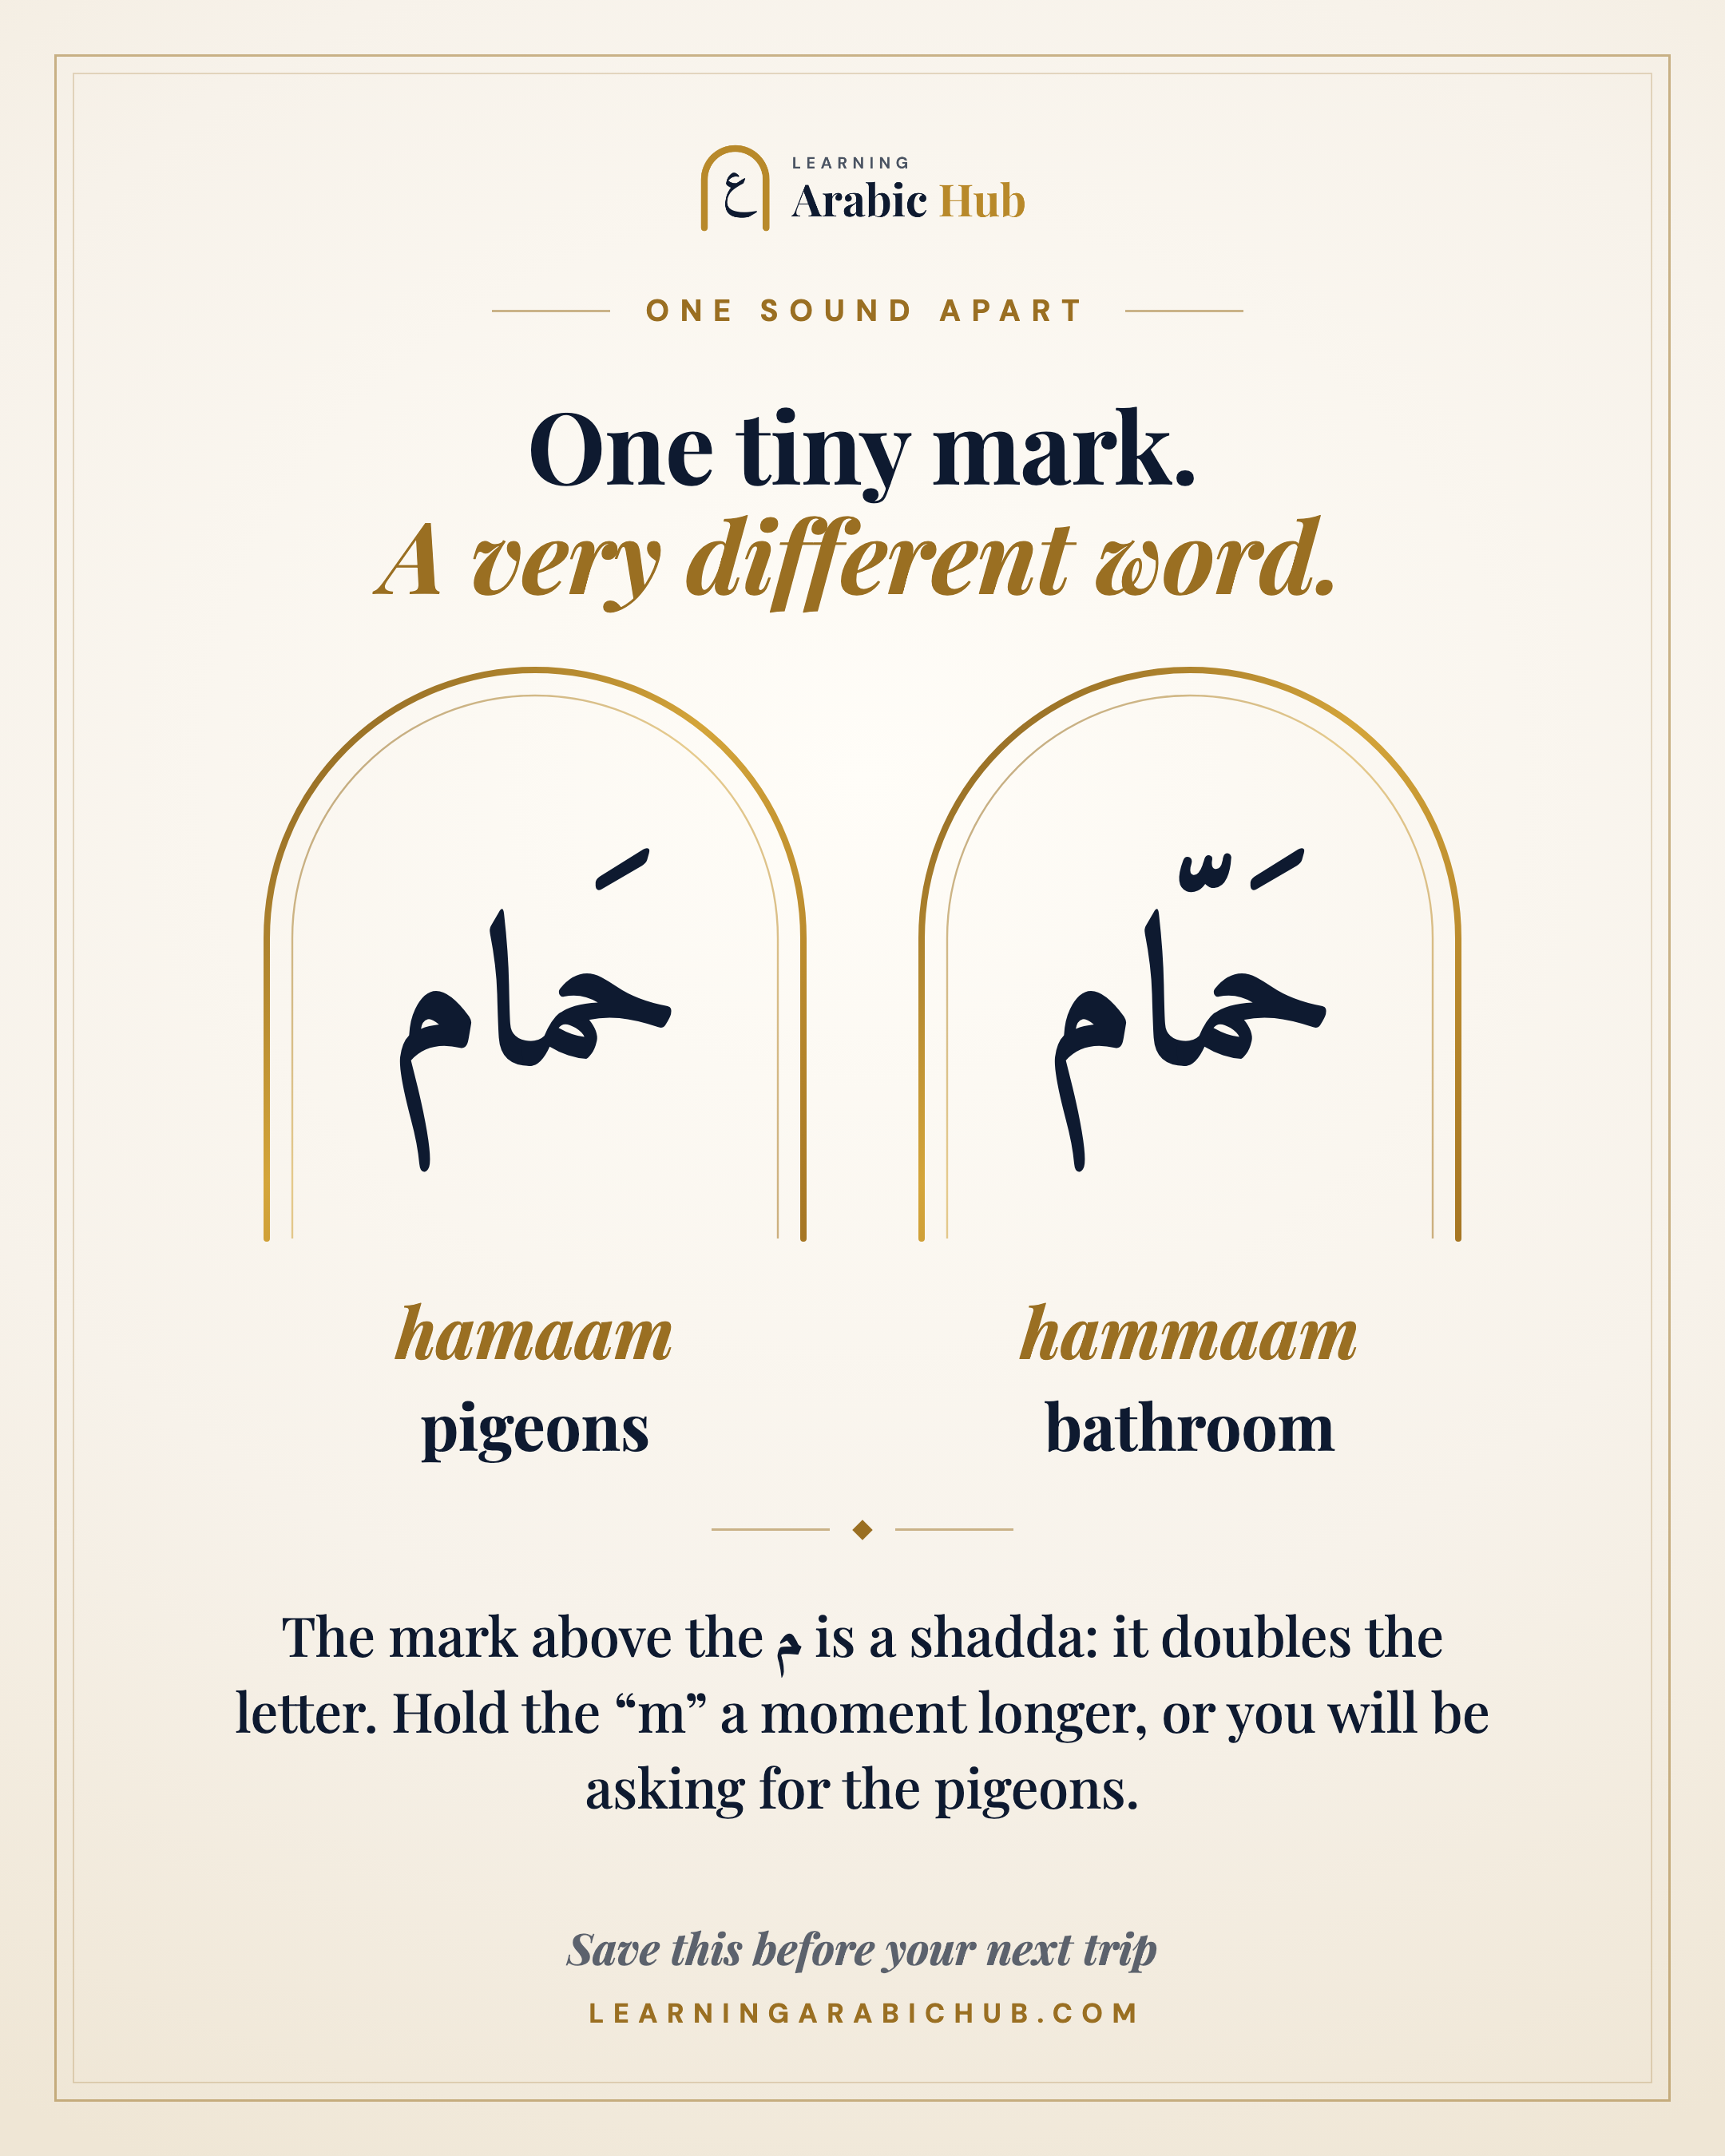 ع
LEARNING
Arabic Hub
ONE SOUND APART
One tiny mark.
A very different word.
حَمام
حَمّام
hamaam
pigeons
hammaam
bathroom
The mark above the م is a shadda: it doubles the
letter. Hold the “m” a moment longer, or you will be
asking for the pigeons.
Save this before your next trip
LEARNINGARABICHUB.COM